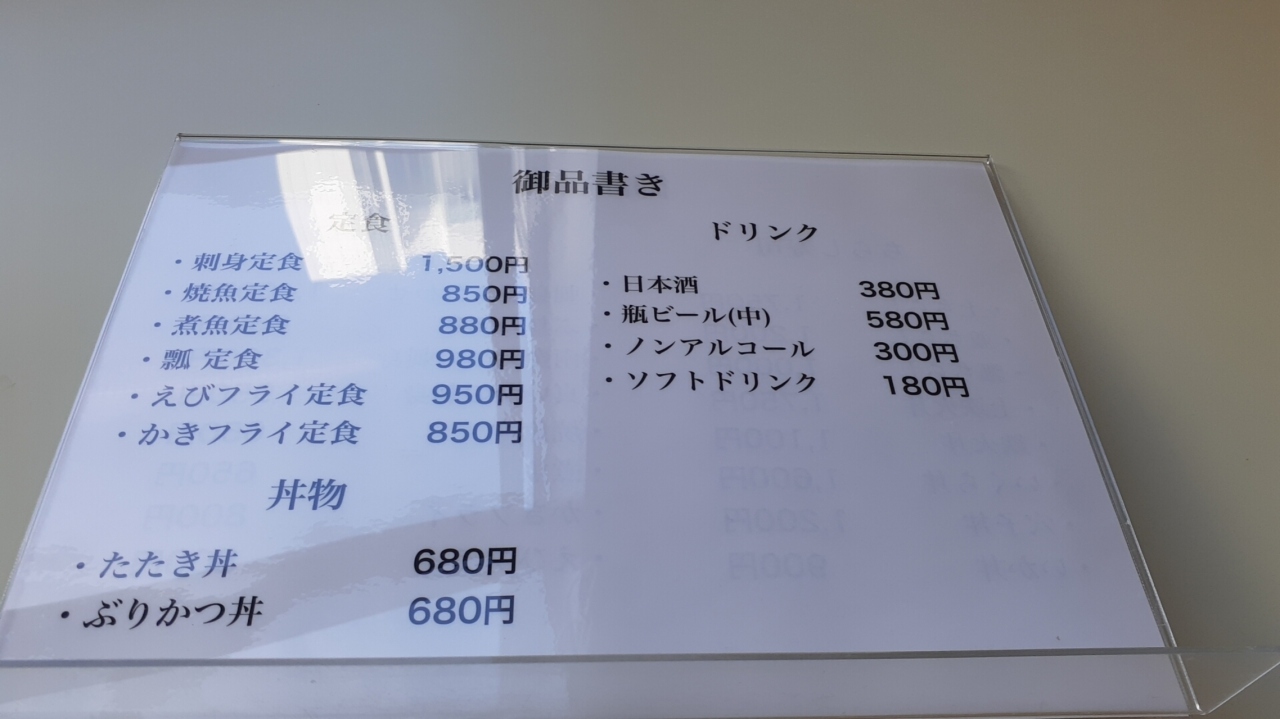 御品書き
定食
・刺身定食 1,500円
・焼魚定食 850円
・煮魚定食 880円
・瓢 定食 980円
・えびフライ定食 950円
・かきフライ定食 850円
丼物
・たたき丼 680円
・ぶりかつ丼 680円
ドリンク
・日本酒 380円
・瓶ビール(中) 580円
・ノンアルコール 300円
・ソフトドリンク 180円